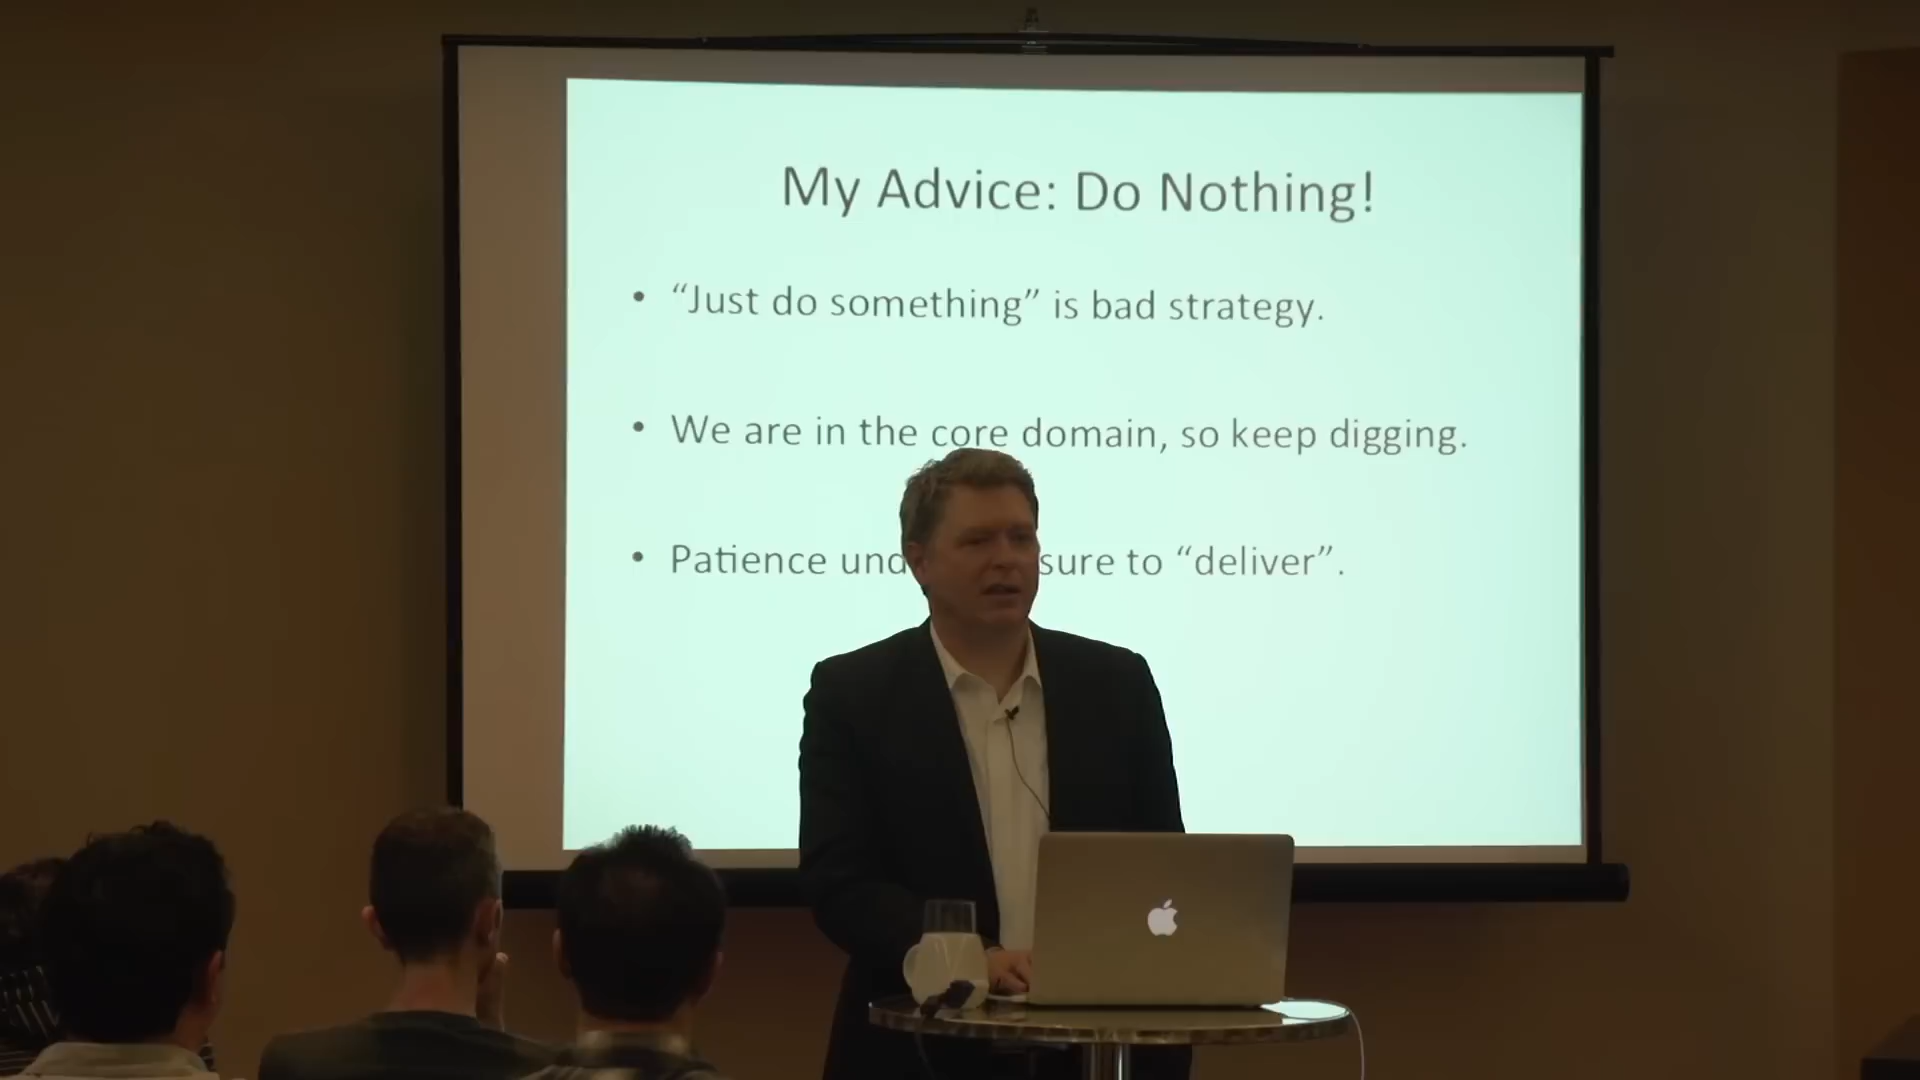 My Advice: Do Nothing!
• “Just do something” is bad strategy.
• We are in the core domain, so keep digging.
• Patience und sure to “deliver”.